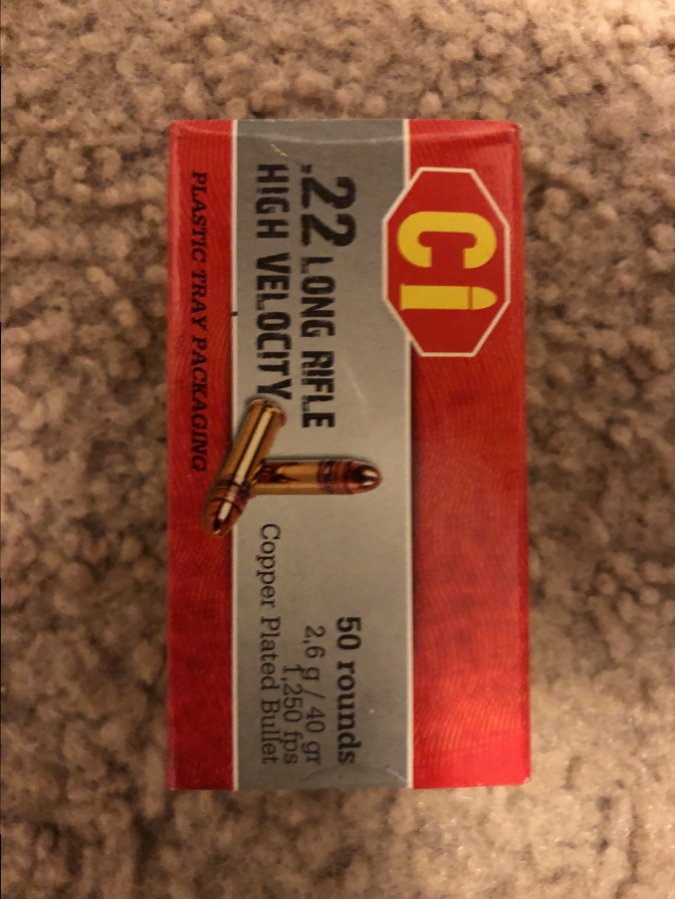 Ci
.22 LONG RIFLE
HIGH VELOCITY
50 rounds
2,6 g / 40 gr
1,250 fps
Copper Plated Bullet
PLASTIC TRAY PACKAGING